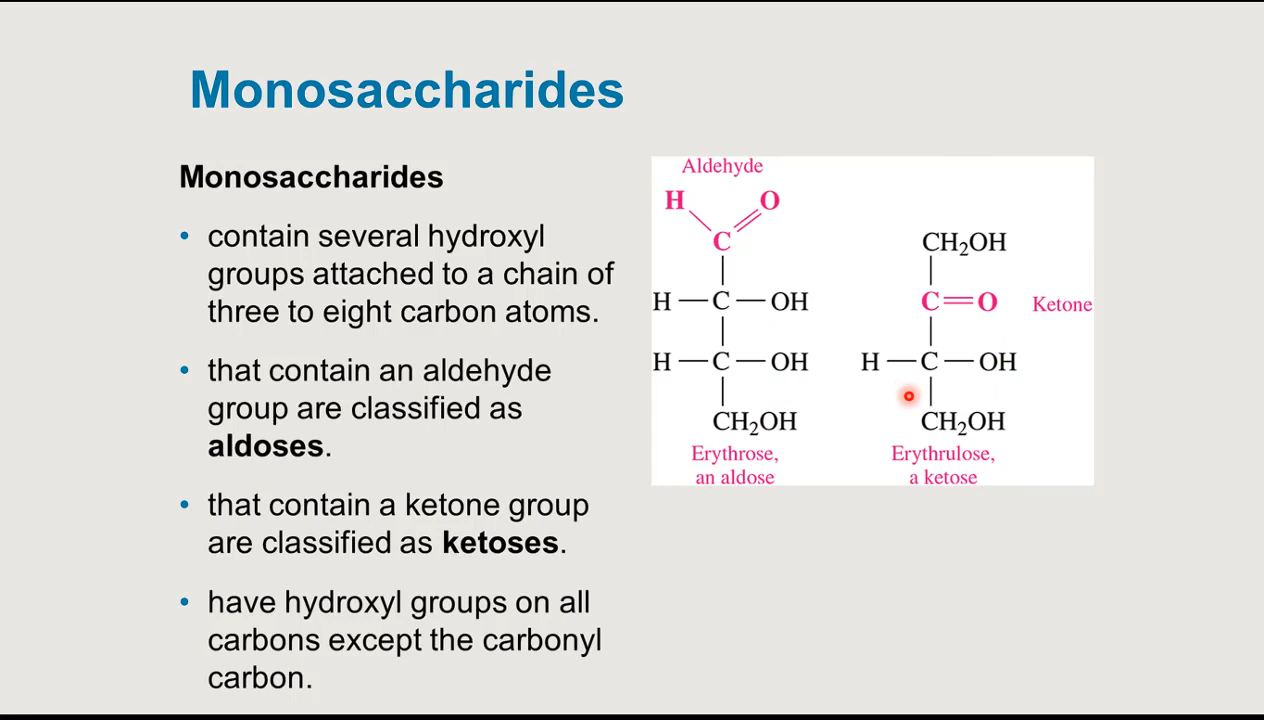 Monosaccharides
Monosaccharides
• contain several hydroxyl
groups attached to a chain of
three to eight carbon atoms.
• that contain an aldehyde
group are classified as
aldoses.
• that contain a ketone group
are classified as ketoses.
• have hydroxyl groups on all
carbons except the carbonyl
carbon.
Aldehyde
H O
C
H — C — OH
H — C — OH
CH₂OH
Erythrose,
an aldose
CH₂OH
C = O Ketone
H — C — OH
CH₂OH
Erythrulose,
a ketose